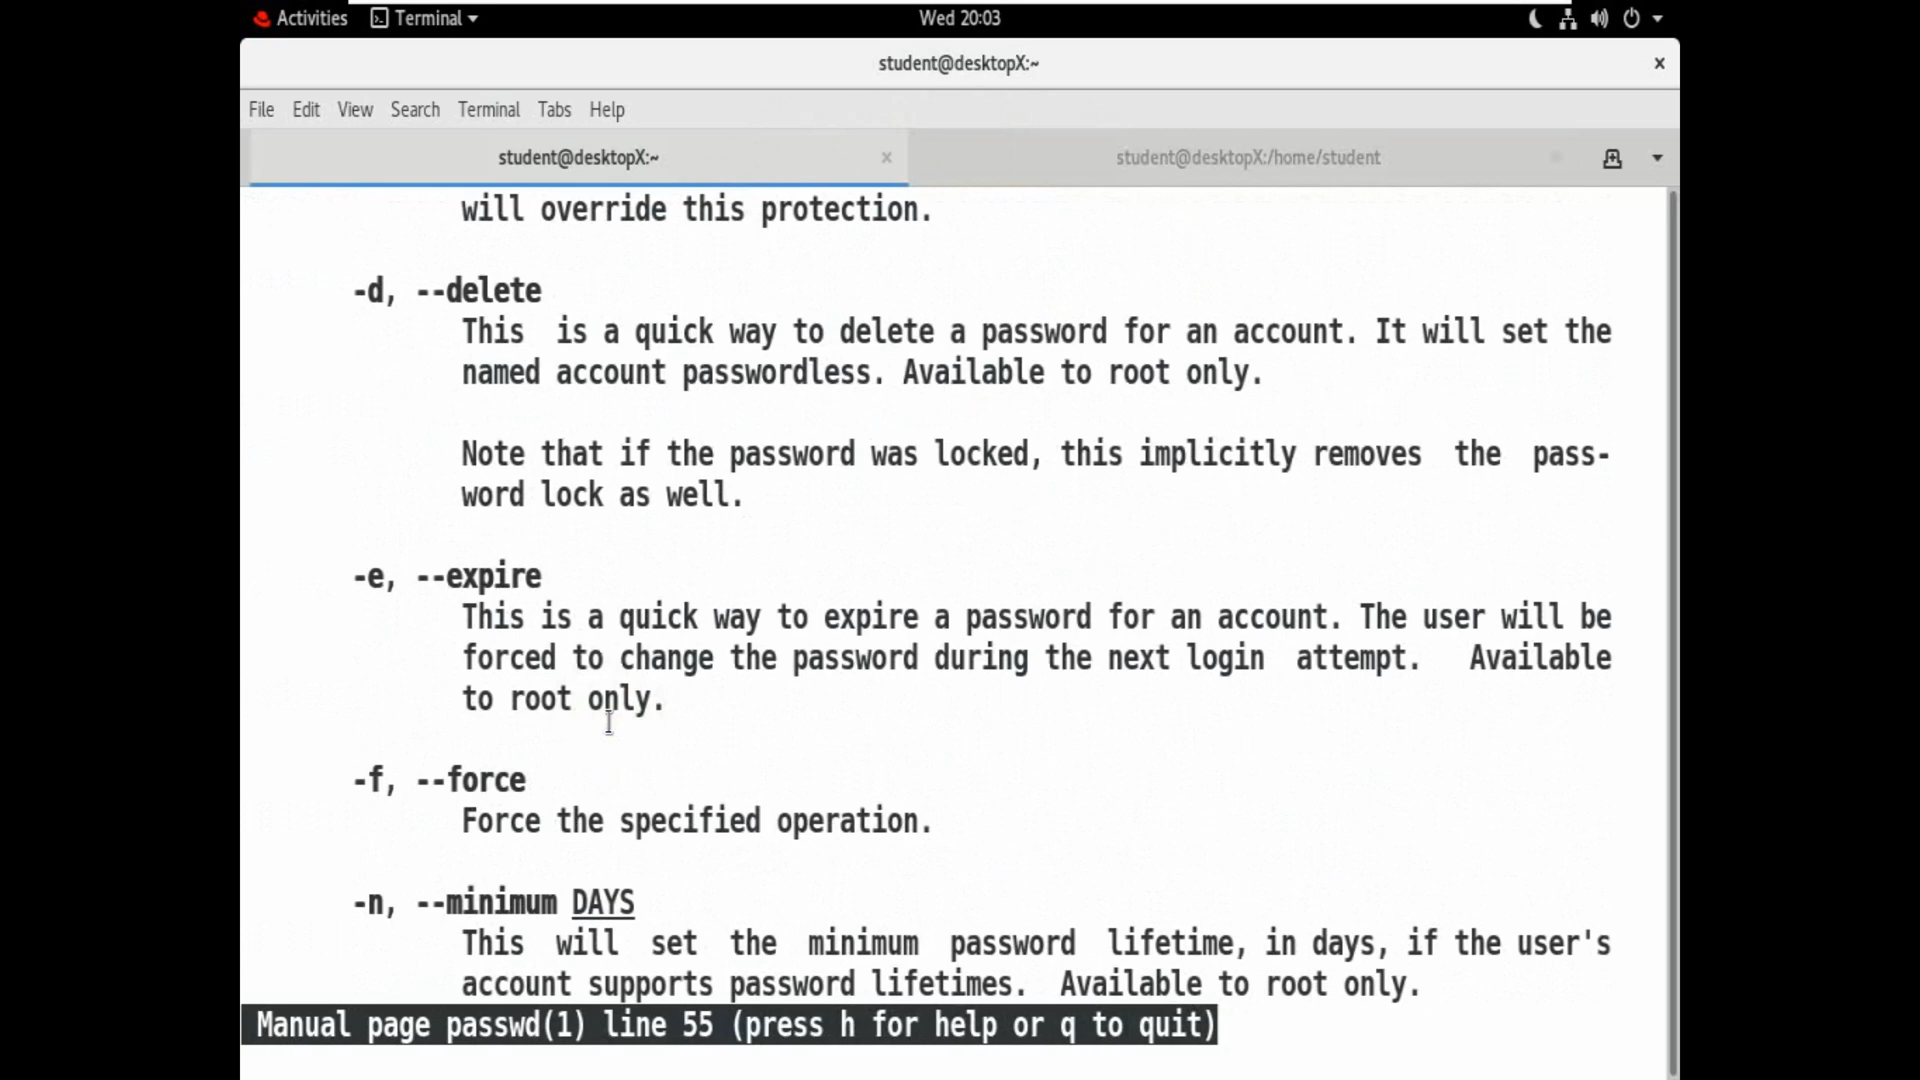 Activities Terminal Wed 20:03
student@desktopX:~ x
File Edit View Search Terminal Tabs Help
student@desktopX:~ x student@desktopX:/home/student
will override this protection.
-d, --delete
This  is a quick way to delete a password for an account. It will set the
named account passwordless. Available to root only.
Note that if the password was locked, this implicitly removes  the  pass-
word lock as well.
-e, --expire
This is a quick way to expire a password for an account. The user will be
forced to change the password during the next login  attempt.   Available
to root only.
-f, --force
Force the specified operation.
-n, --minimum DAYS
This  will  set  the  minimum  password  lifetime, in days, if the user's
account supports password lifetimes.  Available to root only.
Manual page passwd(1) line 55 (press h for help or q to quit)